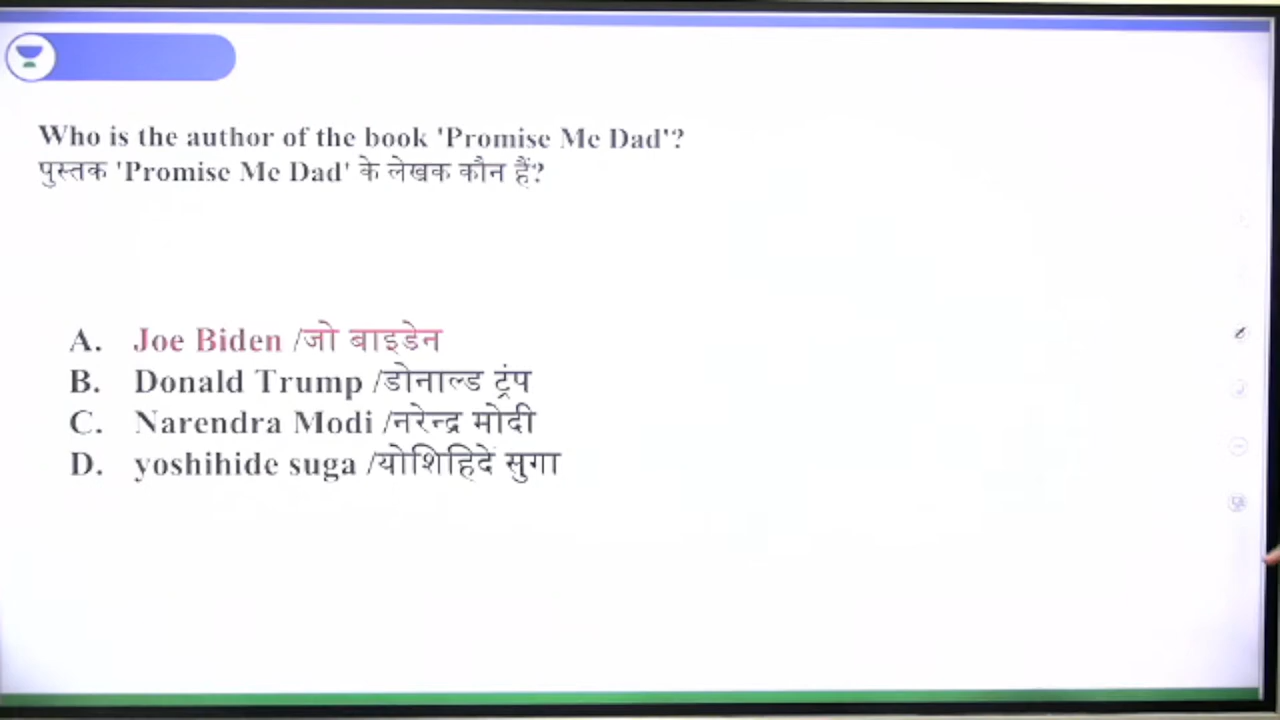 Who is the author of the book 'Promise Me Dad'?
पुस्तक 'Promise Me Dad' के लेखक कौन हैं?
A. Joe Biden /जो बाइडेन
B. Donald Trump /डोनाल्ड ट्रंप
C. Narendra Modi /नरेन्द्र मोदी
D. yoshihide suga /योशिहिदे सुगा